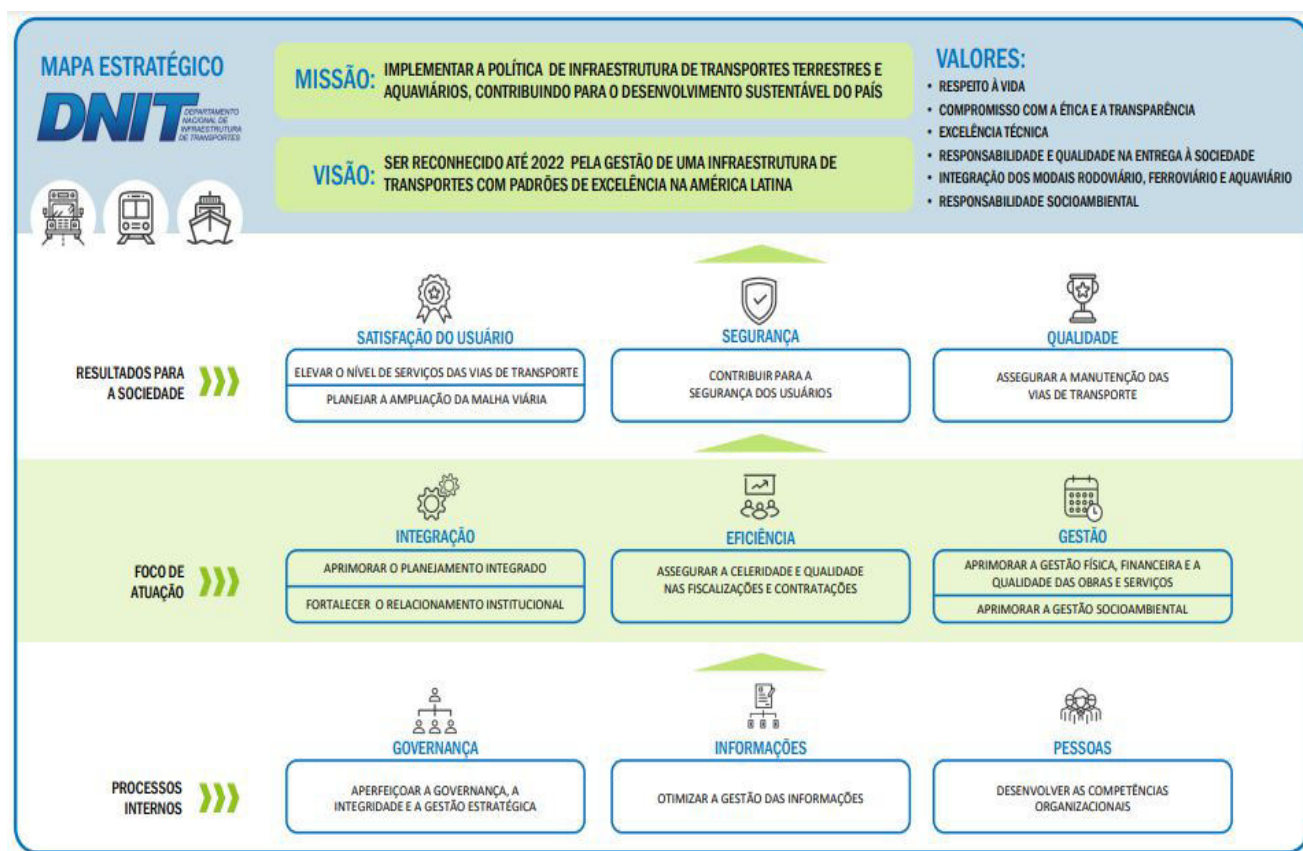 MAPA ESTRATÉGICO
DNIT
DEPARTAMENTO
NACIONAL DE
INFRAESTRUTURA
DE TRANSPORTES
MISSÃO:
IMPLEMENTAR A POLÍTICA DE INFRAESTRUTURA DE TRANSPORTES TERRESTRES E
AQUAVIÁRIOS, CONTRIBUINDO PARA O DESENVOLVIMENTO SUSTENTÁVEL DO PAÍS
VISÃO:
SER RECONHECIDO ATÉ 2022 PELA GESTÃO DE UMA INFRAESTRUTURA DE
TRANSPORTES COM PADRÕES DE EXCELÊNCIA NA AMÉRICA LATINA
VALORES:
• RESPEITO À VIDA
• COMPROMISSO COM A ÉTICA E A TRANSPARÊNCIA
• EXCELÊNCIA TÉCNICA
• RESPONSABILIDADE E QUALIDADE NA ENTREGA À SOCIEDADE
• INTEGRAÇÃO DOS MODAIS RODOVIÁRIO, FERROVIÁRIO E AQUAVIÁRIO
• RESPONSABILIDADE SOCIOAMBIENTAL
RESULTADOS PARA
A SOCIEDADE
SATISFAÇÃO DO USUÁRIO
ELEVAR O NÍVEL DE SERVIÇOS DAS VIAS DE TRANSPORTE
PLANEJAR A AMPLIAÇÃO DA MALHA VIÁRIA
SEGURANÇA
CONTRIBUIR PARA A
SEGURANÇA DOS USUÁRIOS
QUALIDADE
ASSEGURAR A MANUTENÇÃO DAS
VIAS DE TRANSPORTE
FOCO DE
ATUAÇÃO
INTEGRAÇÃO
APRIMORAR O PLANEJAMENTO INTEGRADO
FORTALECER O RELACIONAMENTO INSTITUCIONAL
EFICIÊNCIA
ASSEGURAR A CELERIDADE E QUALIDADE
NAS FISCALIZAÇÕES E CONTRATAÇÕES
GESTÃO
APRIMORAR A GESTÃO FÍSICA, FINANCEIRA E A
QUALIDADE DAS OBRAS E SERVIÇOS
APRIMORAR A GESTÃO SOCIOAMBIENTAL
PROCESSOS
INTERNOS
GOVERNANÇA
APERFEIÇOAR A GOVERNANÇA, A
INTEGRIDADE E A GESTÃO ESTRATÉGICA
INFORMAÇÕES
OTIMIZAR A GESTÃO DAS INFORMAÇÕES
PESSOAS
DESENVOLVER AS COMPETÊNCIAS
ORGANIZACIONAIS